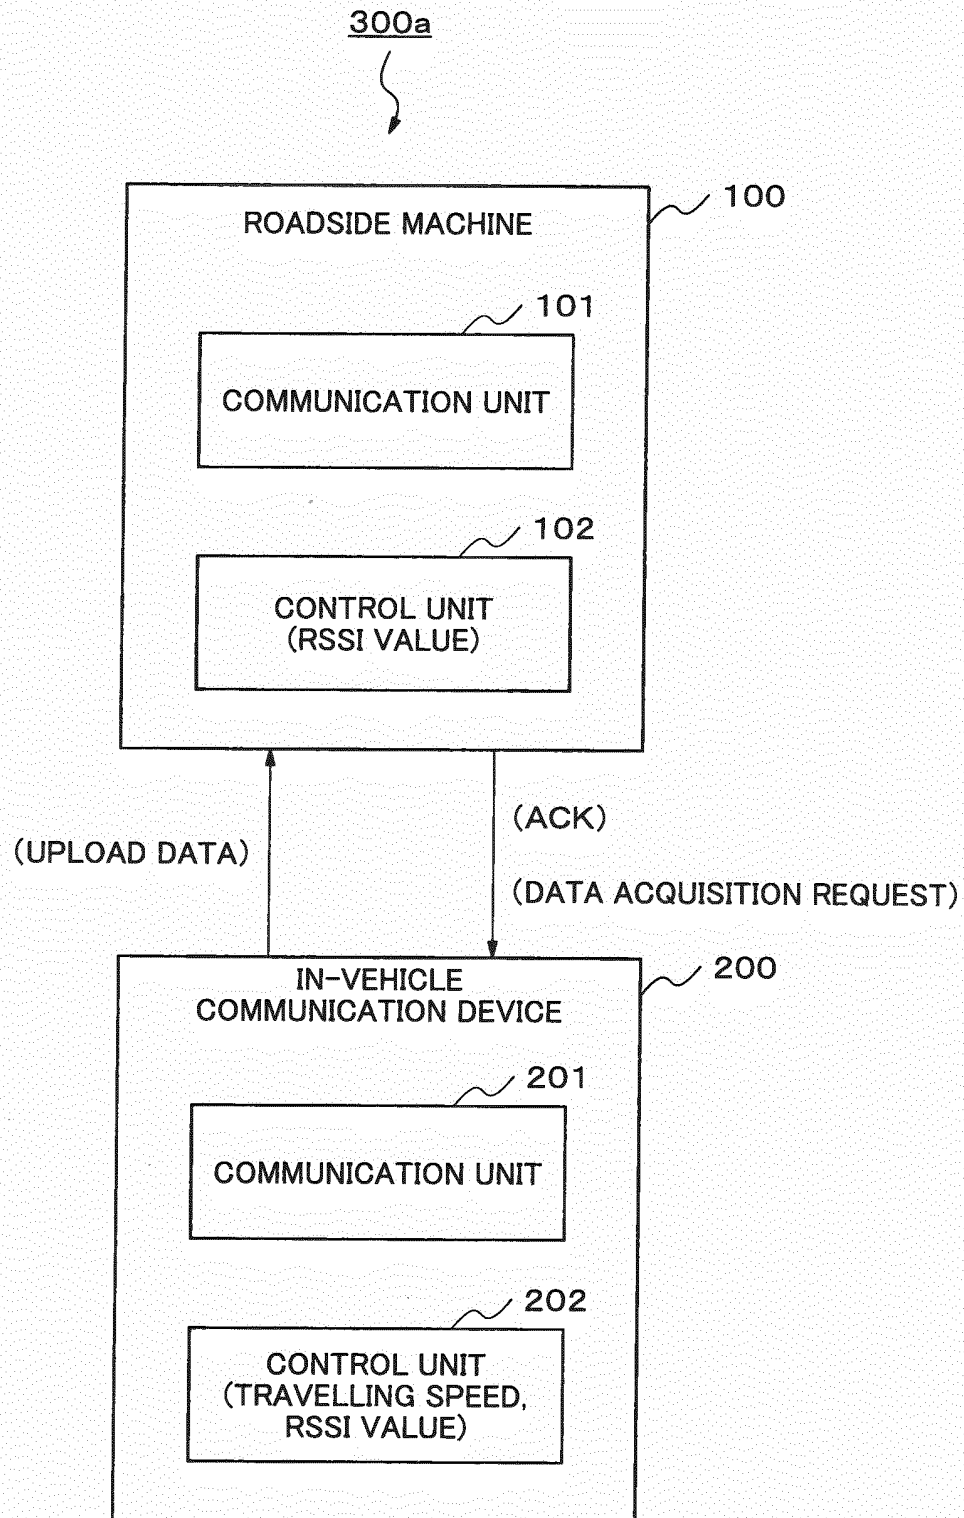 300a
100
ROADSIDE MACHINE
101
COMMUNICATION UNIT
102
CONTROL UNIT
(RSSI VALUE)
(ACK)
(UPLOAD DATA)
(DATA ACQUISITION REQUEST)
200
IN-VEHICLE
COMMUNICATION DEVICE
201
COMMUNICATION UNIT
202
CONTROL UNIT
(TRAVELLING SPEED,
RSSI VALUE)